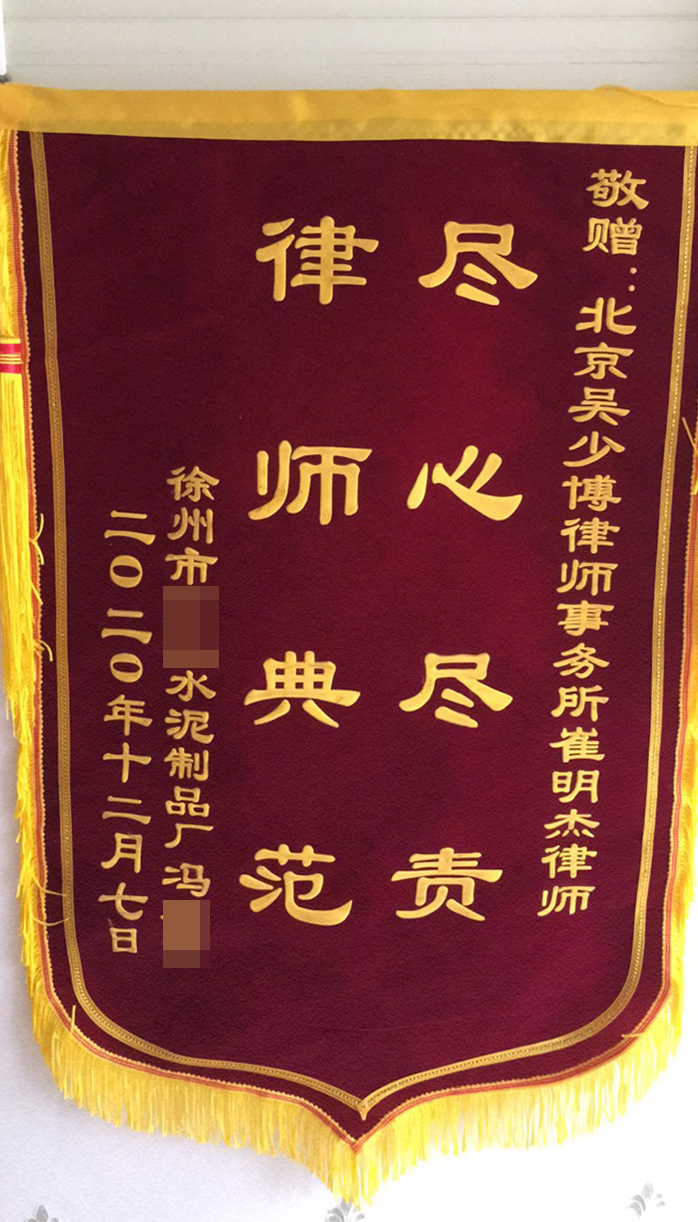 敬赠：北京吴少博律师事务所崔明杰律师
尽心尽责
律师典范
徐州市水泥制品厂冯
二〇二〇年十二月七日